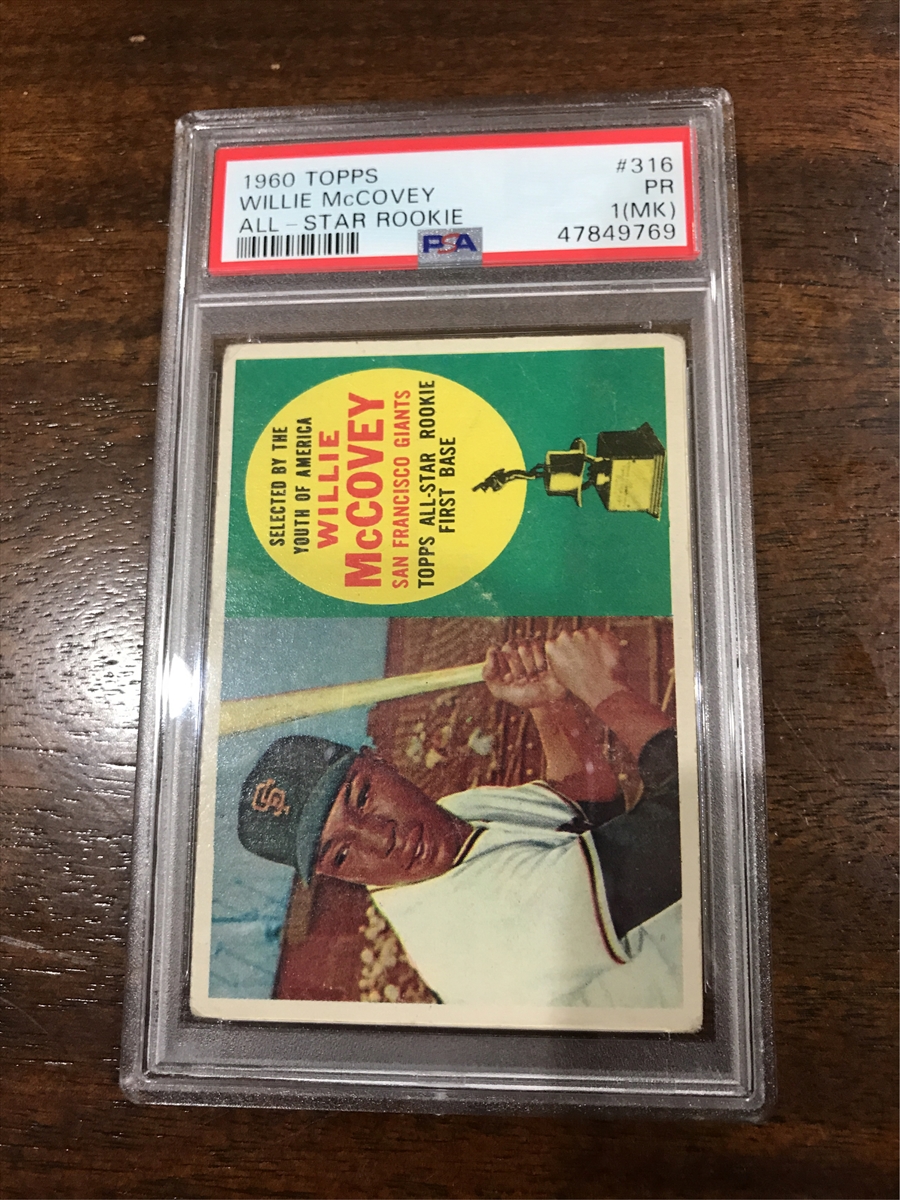 1960 TOPPS
WILLIE McCOVEY
ALL-STAR ROOKIE
#316
PR
1(MK)
47849769
PSA
SELECTED BY THE
YOUTH OF AMERICA
WILLIE
McCOVEY
SAN FRANCISCO GIANTS
TOPPS ALL-STAR ROOKIE
FIRST BASE
SF